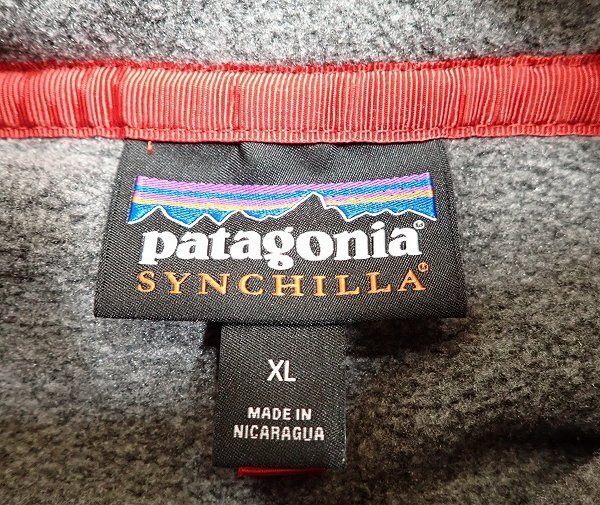 patagonia
SYNCHILLA
XL
MADE IN
NICARAGUA